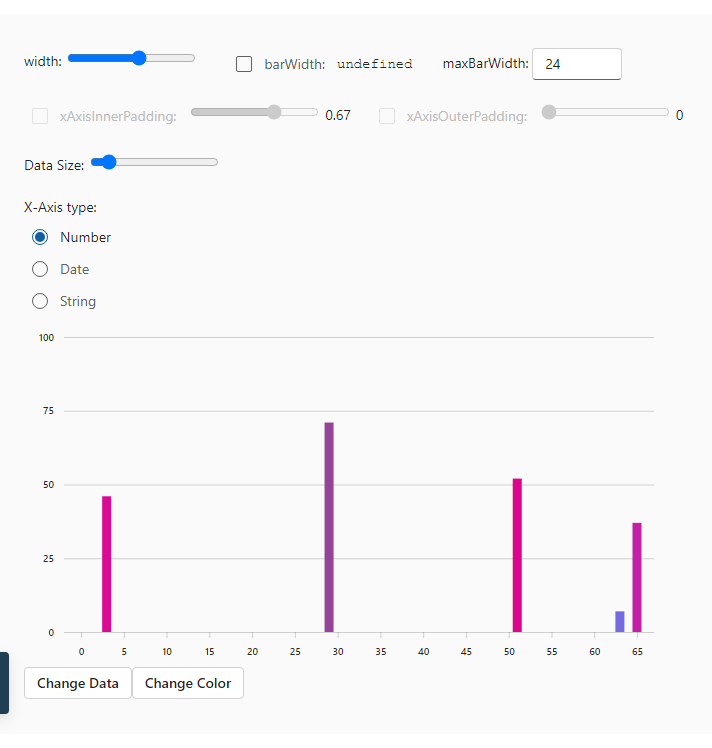 width: barWidth: undefined maxBarWidth: 24
xAxisInnerPadding: 0.67 xAxisOuterPadding: 0
Data Size:
X-Axis type:
Number
Date
String
100
75
50
25
0
0 5 10 15 20 25 30 35 40 45 50 55 60 65
Change Data Change Color